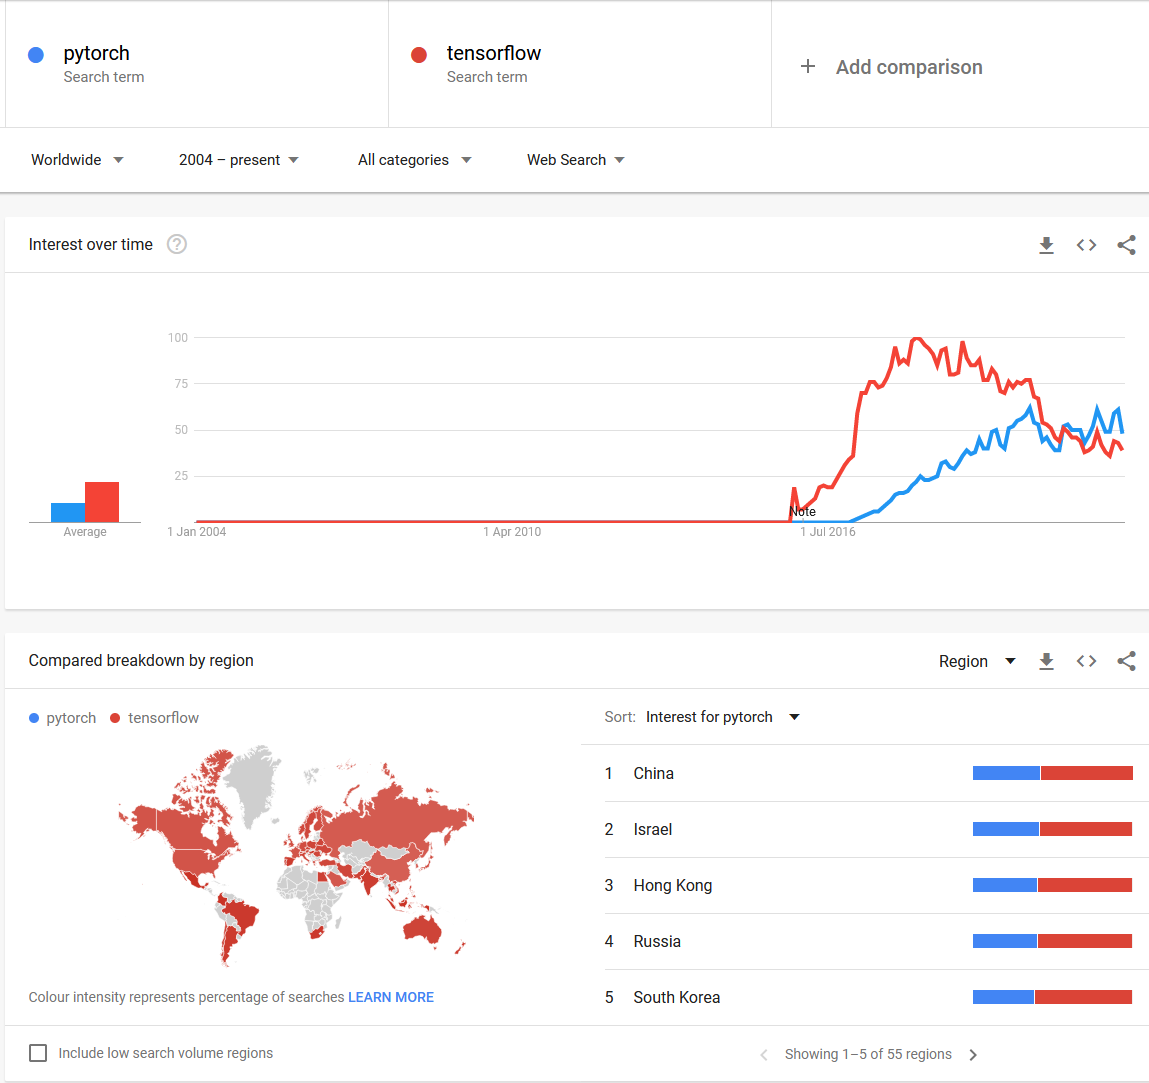 pytorch
Search term
tensorflow
Search term
+ Add comparison
Worldwide
2004 – present
All categories
Web Search
Interest over time
?
100
75
50
25
Average
Note
1 Jan 2004
1 Apr 2010
1 Jul 2016
Compared breakdown by region
Region
pytorch
tensorflow
Sort: Interest for pytorch
1 China
2 Israel
3 Hong Kong
4 Russia
5 South Korea
Colour intensity represents percentage of searches LEARN MORE
Include low search volume regions
Showing 1–5 of 55 regions